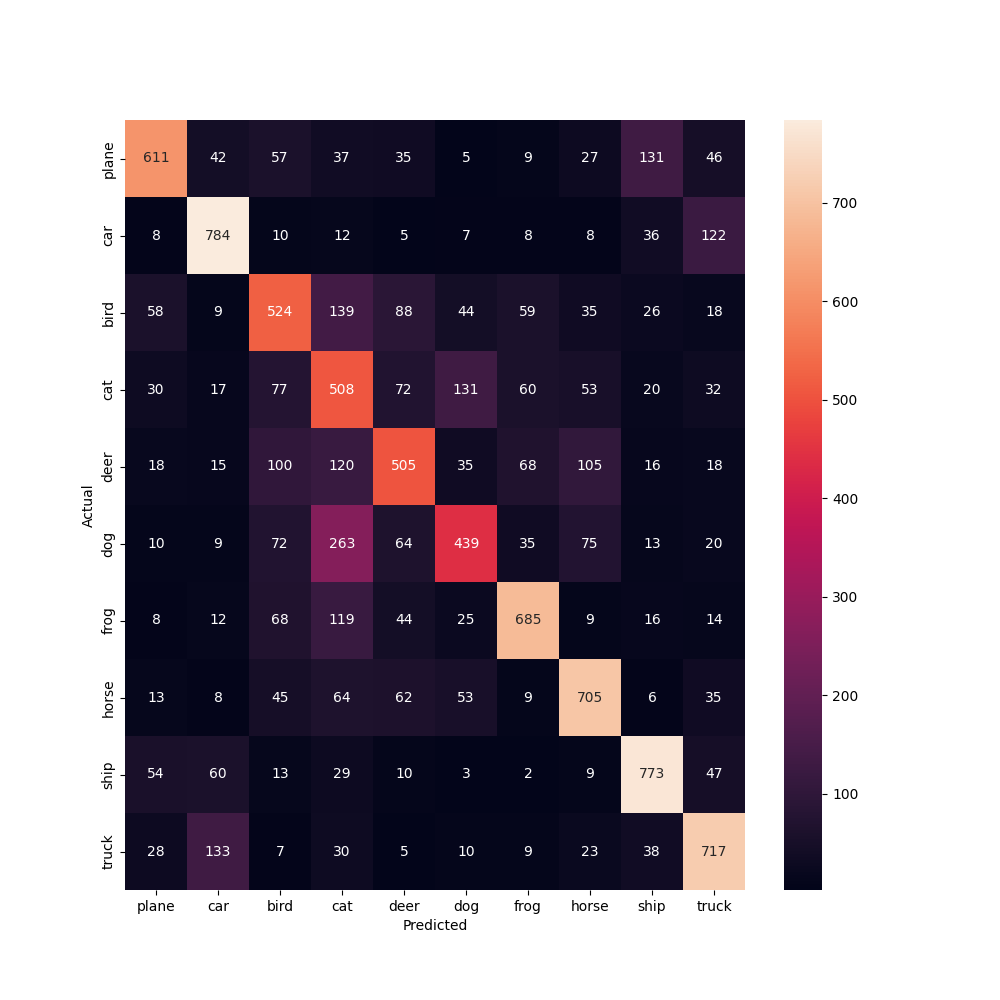 plane 611 42 57 37 35 5 9 27 131 46
car 8 784 10 12 5 7 8 8 36 122
bird 58 9 524 139 88 44 59 35 26 18
cat 30 17 77 508 72 131 60 53 20 32
deer 18 15 100 120 505 35 68 105 16 18
dog 10 9 72 263 64 439 35 75 13 20
frog 8 12 68 119 44 25 685 9 16 14
horse 13 8 45 64 62 53 9 705 6 35
ship 54 60 13 29 10 3 2 9 773 47
truck 28 133 7 30 5 10 9 23 38 717
plane car bird cat deer dog frog horse ship truck
Predicted
Actual
700
600
500
400
300
200
100